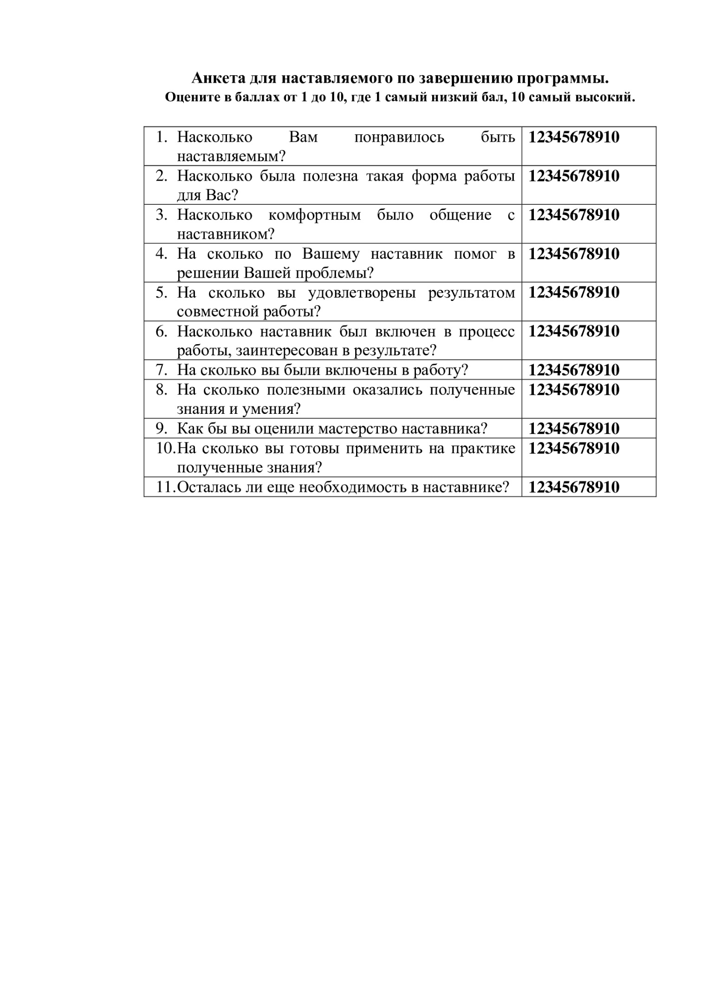 Анкета для наставляемого по завершению программы.
Оцените в баллах от 1 до 10, где 1 самый низкий бал, 10 самый высокий.
1. Насколько Вам понравилось быть 12345678910
наставляемым?
2. Насколько была полезна такая форма работы 12345678910
для Вас?
3. Насколько комфортным было общение с 12345678910
наставником?
4. На сколько по Вашему наставник помог в 12345678910
решении Вашей проблемы?
5. На сколько вы удовлетворены результатом 12345678910
совместной работы?
6. Насколько наставник был включен в процесс 12345678910
работы, заинтересован в результате?
7. На сколько вы были включены в работу? 12345678910
8. На сколько полезными оказались полученные 12345678910
знания и умения?
9. Как бы вы оценили мастерство наставника? 12345678910
10. На сколько вы готовы применить на практике 12345678910
полученные знания?
11. Осталась ли еще необходимость в наставнике? 12345678910